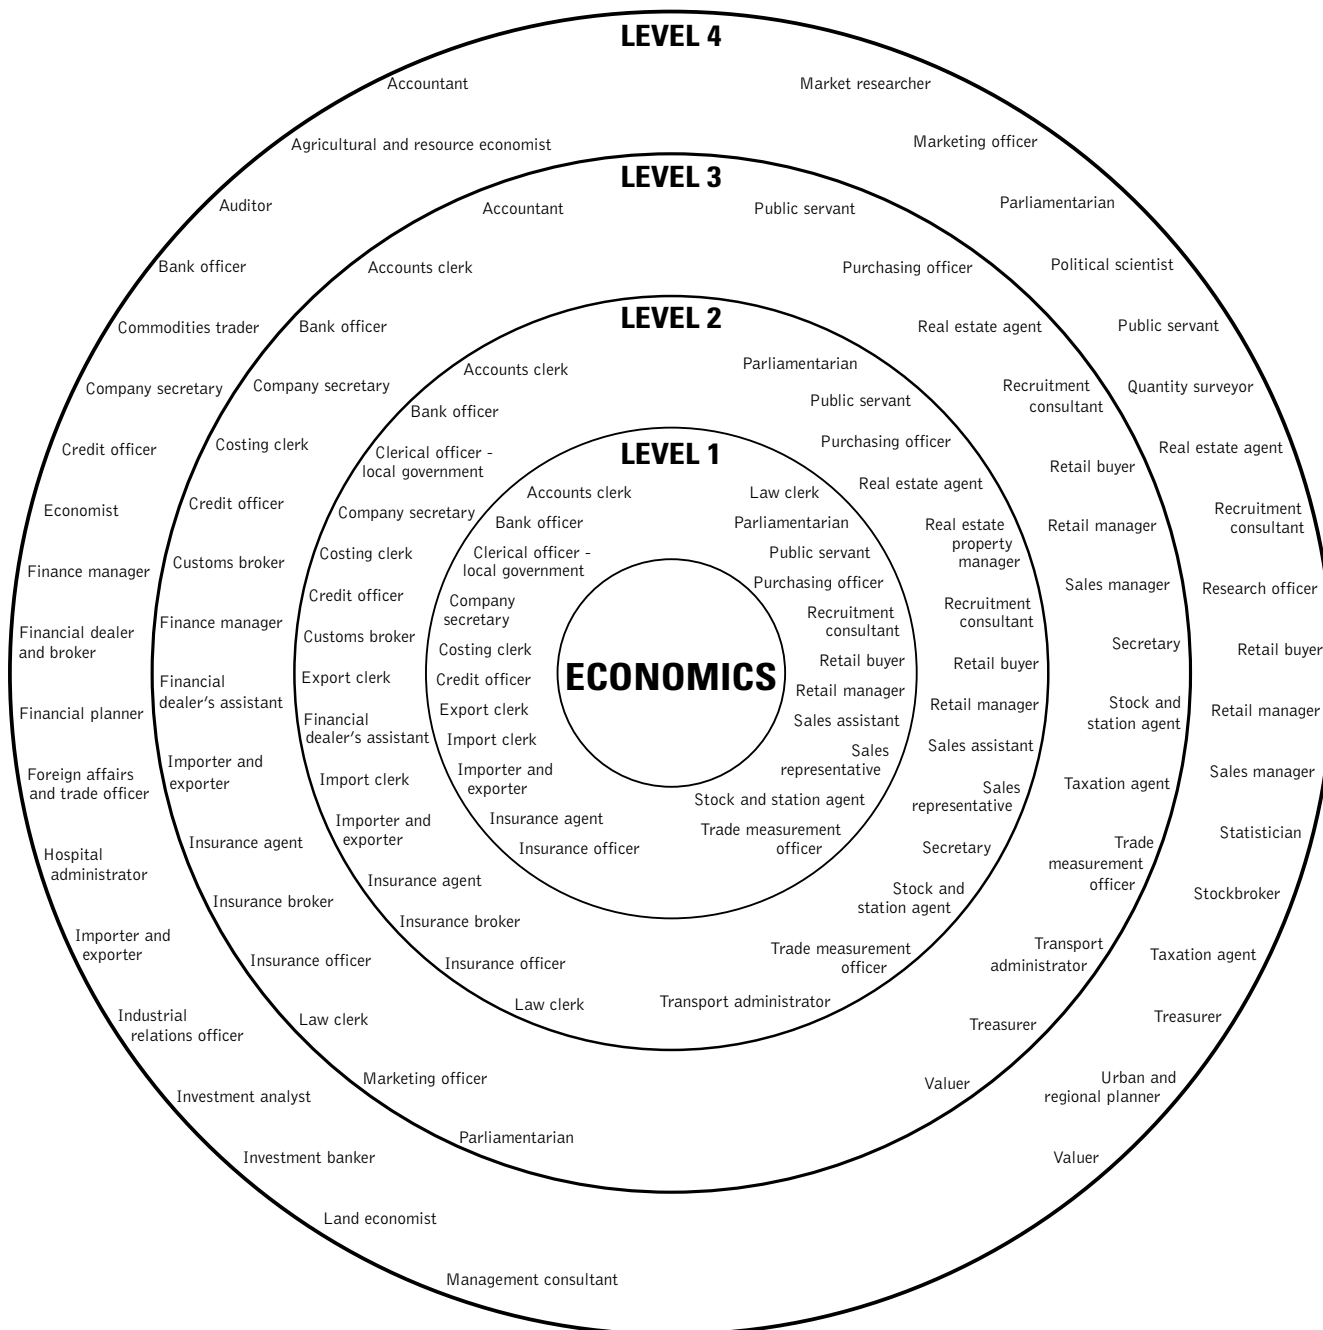 LEVEL 4
Accountant
Agricultural and resource economist
Auditor
Bank officer
Commodities trader
Company secretary
Credit officer
Economist
Finance manager
Financial dealer
and broker
Financial planner
Foreign affairs
and trade officer
Hospital
administrator
Importer and
exporter
Industrial
relations officer
Investment analyst
Investment banker
Land economist
Management consultant
Market researcher
Marketing officer
Parliamentarian
Political scientist
Public servant
Quantity surveyor
Real estate agent
Recruitment
consultant
Research officer
Retail buyer
Retail manager
Sales manager
Statistician
Stockbroker
Taxation agent
Treasurer
Urban and
regional planner
Valuer
LEVEL 3
Accountant
Accounts clerk
Bank officer
Company secretary
Costing clerk
Credit officer
Customs broker
Finance manager
Financial
dealer's assistant
Importer and
exporter
Insurance agent
Insurance broker
Insurance officer
Law clerk
Marketing officer
Parliamentarian
Public servant
Purchasing officer
Real estate agent
Recruitment
consultant
Retail buyer
Retail manager
Sales manager
Secretary
Stock and
station agent
Taxation agent
Trade
measurement
officer
Transport
administrator
Treasurer
Valuer
LEVEL 2
Accounts clerk
Bank officer
Clerical officer -
local government
Company secretary
Costing clerk
Credit officer
Customs broker
Export clerk
Financial
dealer's assistant
Import clerk
Importer and
exporter
Insurance agent
Insurance broker
Insurance officer
Law clerk
Parliamentarian
Public servant
Purchasing officer
Real estate agent
Real estate
property
manager
Recruitment
consultant
Retail buyer
Retail manager
Sales assistant
Sales
representative
Secretary
Stock and
station agent
Trade measurement
officer
Transport administrator
LEVEL 1
Accounts clerk
Bank officer
Clerical officer -
local government
Company
secretary
Costing clerk
Credit officer
Export clerk
Import clerk
Importer and
exporter
Insurance agent
Insurance officer
Law clerk
Parliamentarian
Public servant
Purchasing officer
Recruitment
consultant
Retail buyer
Retail manager
Sales assistant
Sales
representative
Stock and station agent
Trade measurement
officer
ECONOMICS